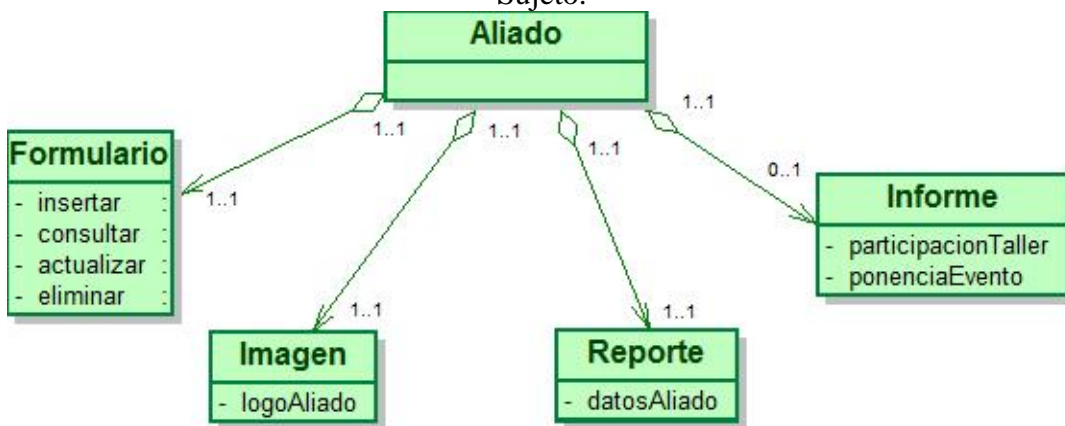 Sujeto.
Aliado
1..1
1..1
1..1
1..1
Formulario
- insertar :
- consultar :
- actualizar :
- eliminar :
1..1
0..1
Informe
- participacionTaller
- ponenciaEvento
1..1
1..1
Imagen
- logoAliado
Reporte
- datosAliado